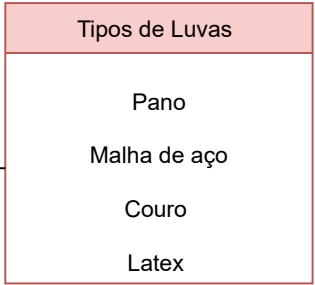 Tipos de Luvas
Pano
Malha de aço
Couro
Latex